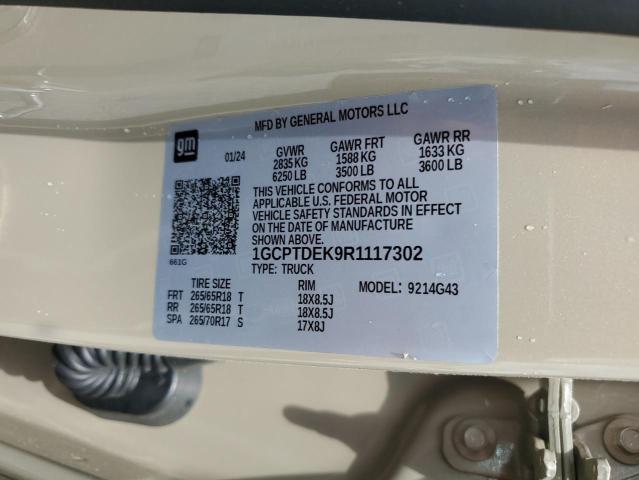 MFD BY GENERAL MOTORS LLC
gm
01/24
GVWR GAWR FRT GAWR RR
2835 KG 1588 KG 1633 KG
6250 LB 3500 LB 3600 LB
THIS VEHICLE CONFORMS TO ALL
APPLICABLE U.S. FEDERAL MOTOR
VEHICLE SAFETY STANDARDS IN EFFECT
ON THE DATE OF MANUFACTURE
SHOWN ABOVE.
661G
1GCPTDEK9R1117302
TYPE: TRUCK
TIRE SIZE RIM MODEL: 9214G43
FRT 265/65R18 T 18X8.5J
RR 265/65R18 T 18X8.5J
SPA 265/70R17 S 17X8J